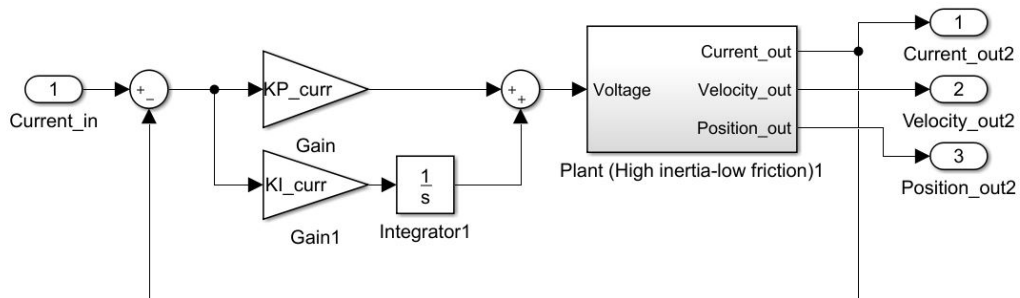 1
Current_in
+
−
KP_curr
Gain
KI_curr
Gain1
1
s
Integrator1
+
+
Voltage
Current_out
Velocity_out
Position_out
Plant (High inertia-low friction)1
1
Current_out2
2
Velocity_out2
3
Position_out2